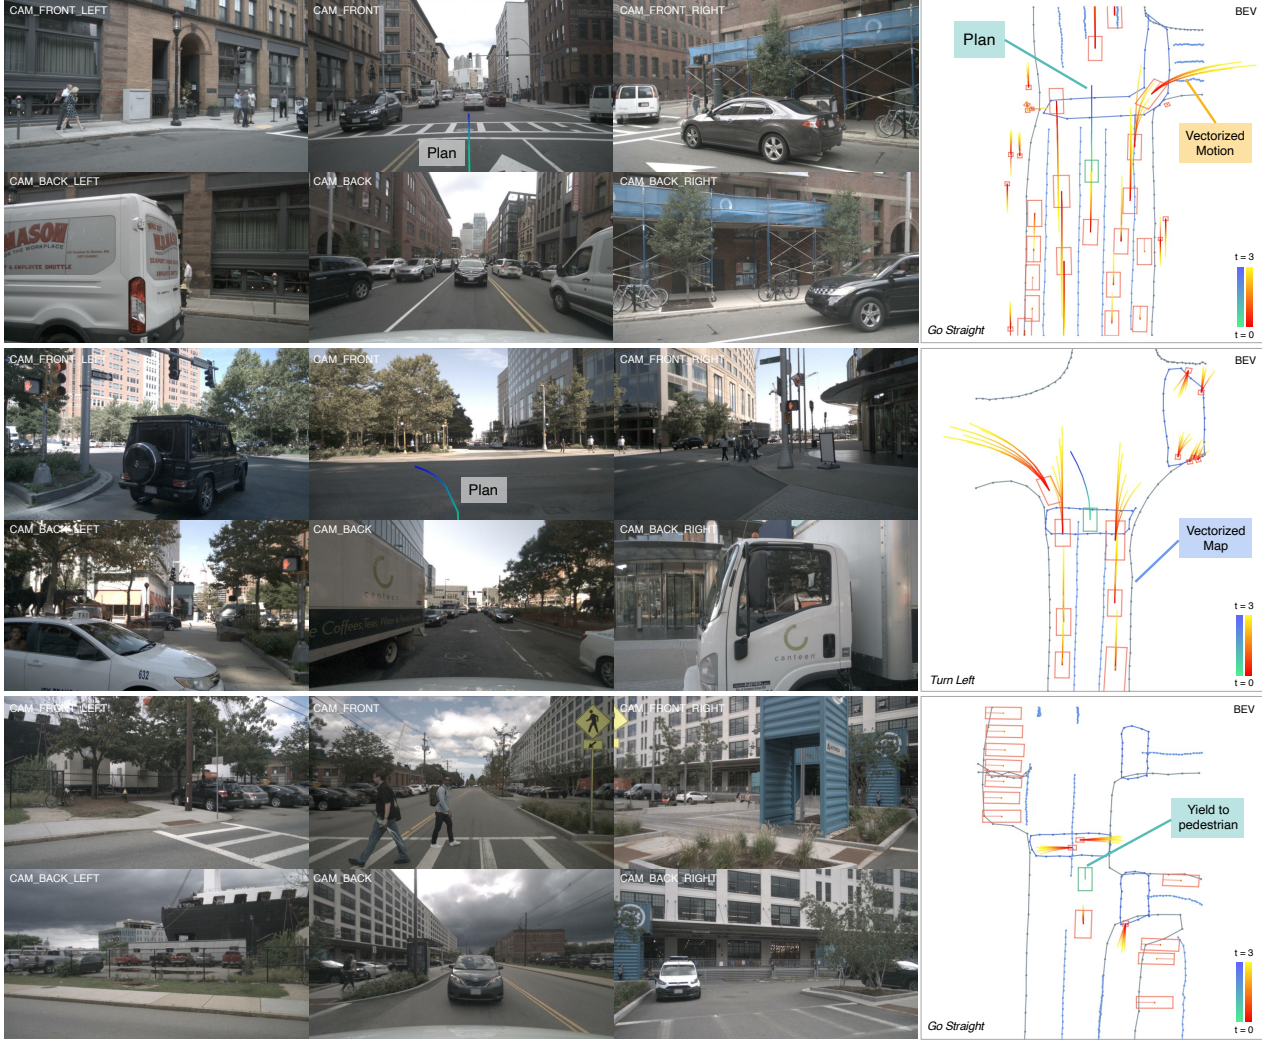 CAM_FRONT_LEFT
CAM_FRONT
CAM_FRONT_RIGHT
BEV
Plan
Plan
Vectorized
Motion
CAM_BACK_LEFT
CAM_BACK
CAM_BACK_RIGHT
MASON
t = 3
t = 0
Go Straight
CAM_FRONT_LEFT
CAM_FRONT
CAM_FRONT_RIGHT
BEV
Plan
Vectorized
Map
CAM_BACK_LEFT
CAM_BACK
CAM_BACK_RIGHT
canteen
canteen
632
t = 3
t = 0
Turn Left
CAM_FRONT_LEFT
CAM_FRONT
CAM_FRONT_RIGHT
BEV
Yield to
pedestrian
CAM_BACK_LEFT
CAM_BACK
CAM_BACK_RIGHT
t = 3
t = 0
Go Straight